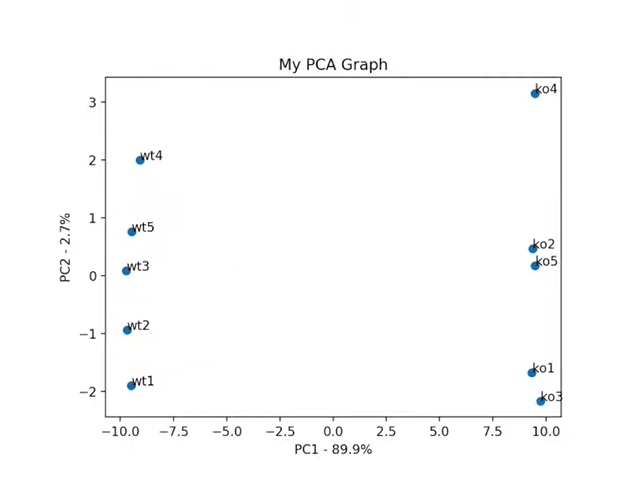 My PCA Graph
ko4
3
wt4
2
PC2 - 2.7%
1
wt5
ko2
ko5
wt3
0
wt2
−1
ko1
wt1
−2
ko3
−10.0 −7.5 −5.0 −2.5 0.0 2.5 5.0 7.5 10.0
PC1 - 89.9%